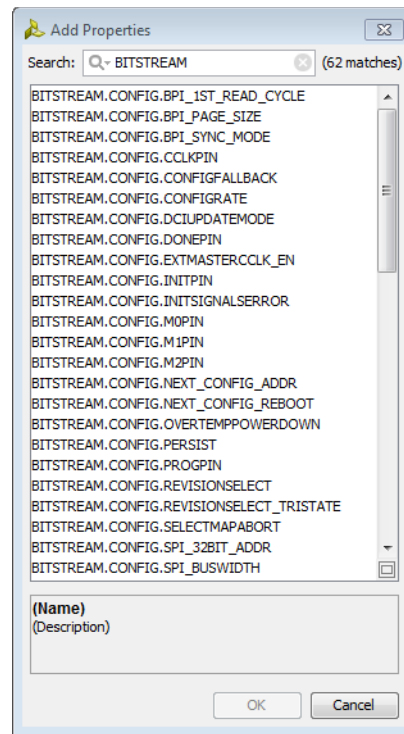 Add Properties
Search: BITSTREAM (62 matches)
BITSTREAM.CONFIG.BPI_1ST_READ_CYCLE
BITSTREAM.CONFIG.BPI_PAGE_SIZE
BITSTREAM.CONFIG.BPI_SYNC_MODE
BITSTREAM.CONFIG.CCLKPIN
BITSTREAM.CONFIG.CONFIGFALLBACK
BITSTREAM.CONFIG.CONFIGRATE
BITSTREAM.CONFIG.DCIUPDATEMODE
BITSTREAM.CONFIG.DONEPIN
BITSTREAM.CONFIG.EXTMASTERCCLK_EN
BITSTREAM.CONFIG.INITPIN
BITSTREAM.CONFIG.INITSIGNALSERROR
BITSTREAM.CONFIG.M0PIN
BITSTREAM.CONFIG.M1PIN
BITSTREAM.CONFIG.M2PIN
BITSTREAM.CONFIG.NEXT_CONFIG_ADDR
BITSTREAM.CONFIG.NEXT_CONFIG_REBOOT
BITSTREAM.CONFIG.OVERTEMPPOWERDOWN
BITSTREAM.CONFIG.PERSIST
BITSTREAM.CONFIG.PROGPIN
BITSTREAM.CONFIG.REVISIONSELECT
BITSTREAM.CONFIG.REVISIONSELECT_TRISTATE
BITSTREAM.CONFIG.SELECTMAPABORT
BITSTREAM.CONFIG.SPI_32BIT_ADDR
BITSTREAM.CONFIG.SPI_BUSWIDTH
(Name)
(Description)
OK Cancel